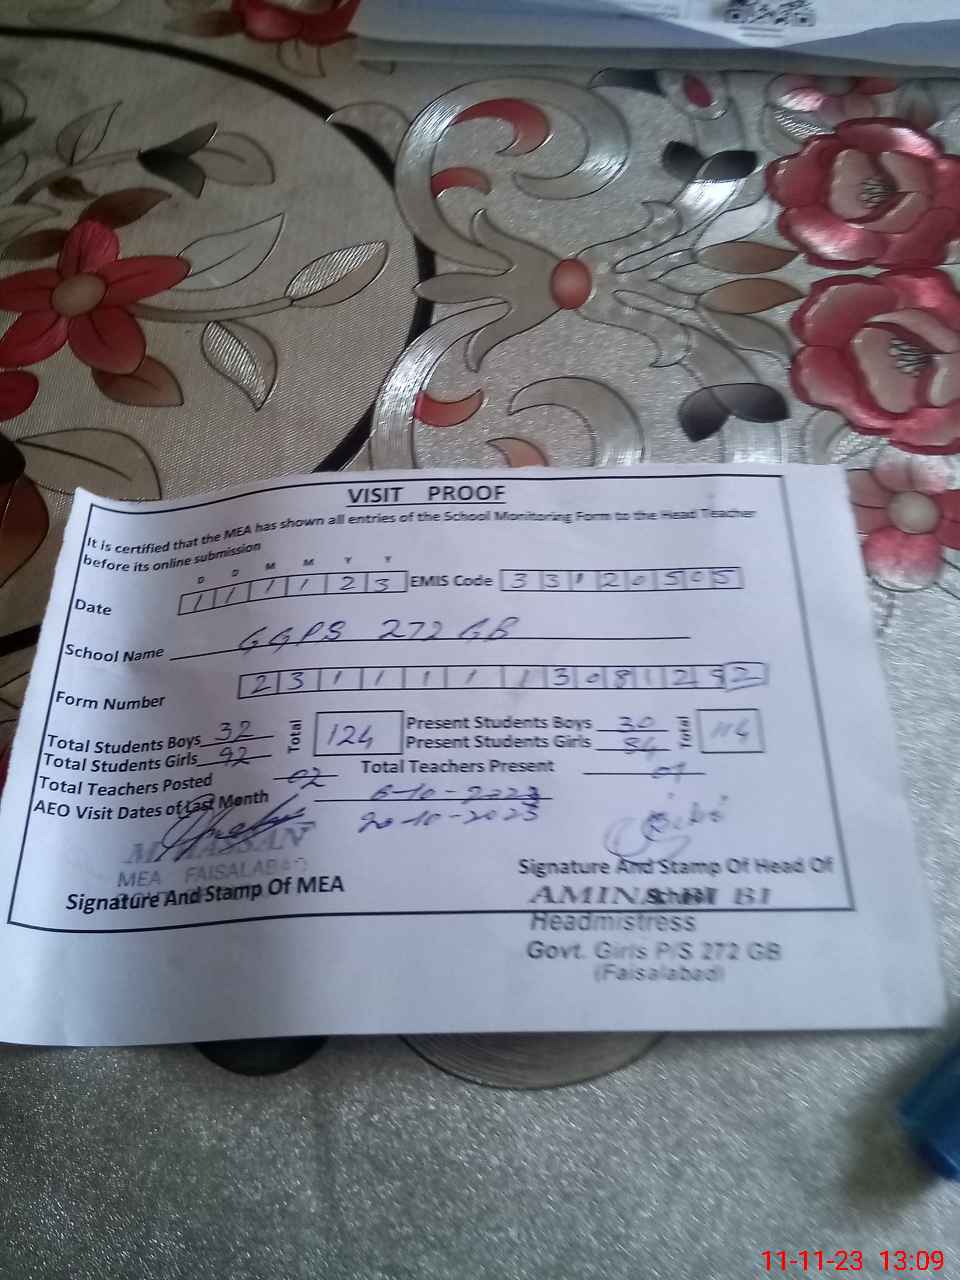 VISIT PROOF
It is certified that the MEA has shown all entries of the School Monitoring Form to the Head Teacher
before its online submission
D D M M Y Y
Date 1 1 1 1 2 3 EMIS Code 3 3 1 2 0 5 0 5
School Name GGPS 272 GB
Form Number 2 3 1 1 1 1 1 3 0 8 1 2 9 2
Total Students Boys 32 Total 124 Present Students Boys 30 Total 114
Total Students Girls 92 Present Students Girls 84
Total Teachers Posted 02 Total Teachers Present 01
AEO Visit Dates of Last Month 6-10-2023
20-10-2023
M HASSAN
MEA FAISALABAD
Signature And Stamp Of MEA
Signature And Stamp Of Head Of
School
AMINA BI BI
Headmistress
Govt. Girls P/S 272 GB
(Faisalabad)
11-11-23 13:09